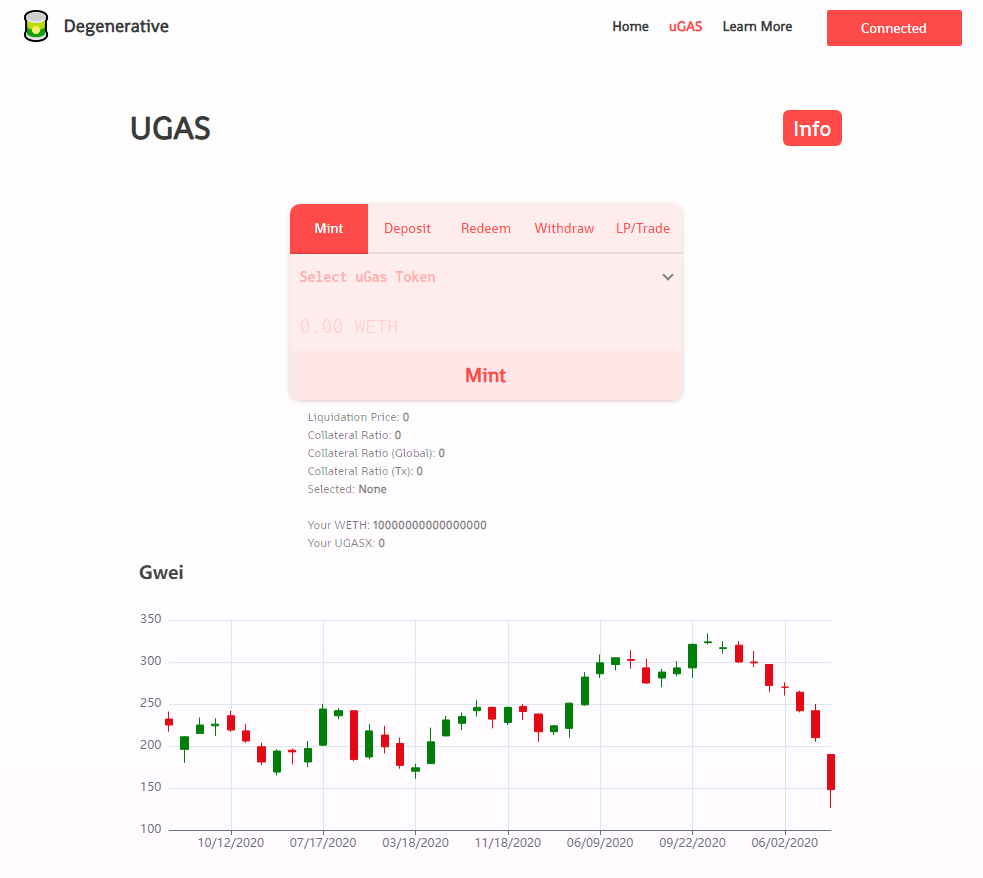 Degenerative Home uGAS Learn More Connected
UGAS Info
Mint Deposit Redeem Withdraw LP/Trade
Select uGas Token
0.00 WETH
Mint
Liquidation Price: 0
Collateral Ratio: 0
Collateral Ratio (Global): 0
Collateral Ratio (Tx): 0
Selected: None
Your WETH: 10000000000000000
Your UGASX: 0
Gwei
350
300
250
200
150
100
10/12/2020 07/17/2020 03/18/2020 11/18/2020 06/09/2020 09/22/2020 06/02/2020